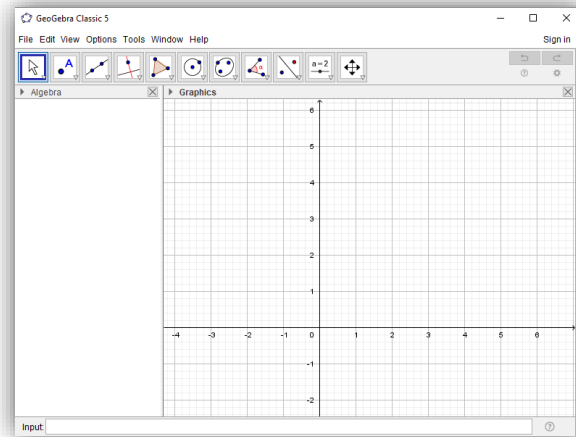 GeoGebra Classic 5
File Edit View Options Tools Window Help Sign in
A α a = 2
Algebra Graphics
6
5
4
3
2
1
-4 -3 -2 -1 0 1 2 3 4 5 6
-1
-2
Input: